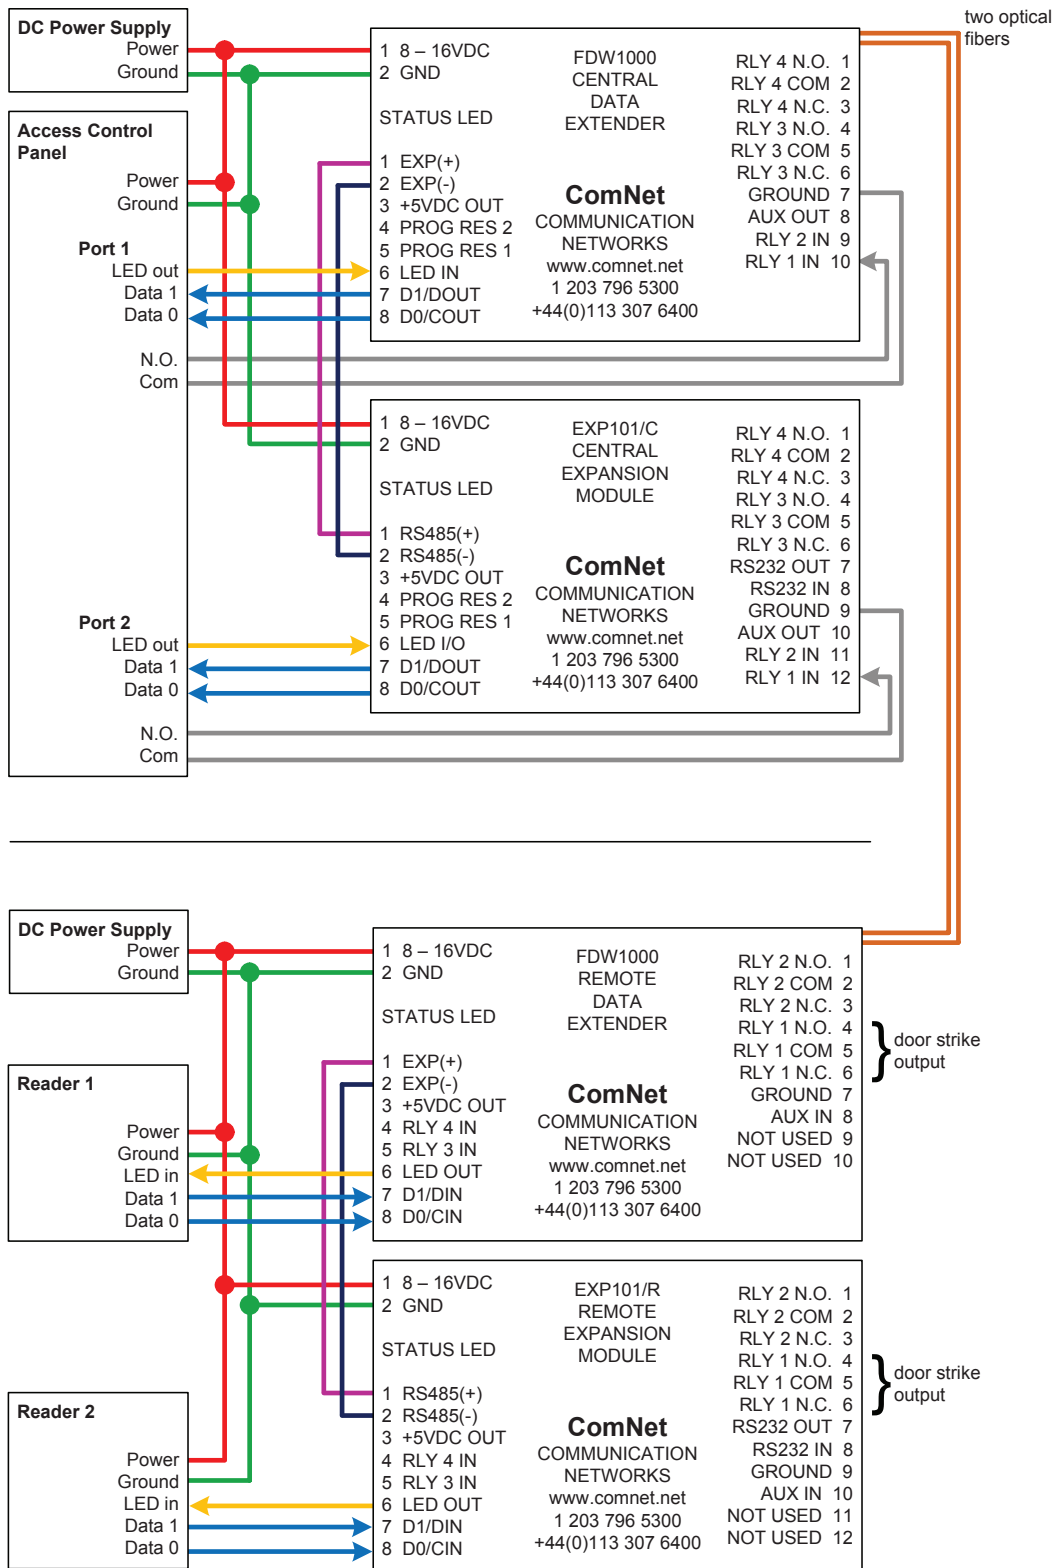 two optical
fibers
DC Power Supply
Power
Ground
Access Control
Panel
Power
Ground
Port 1
LED out
Data 1
Data 0
N.O.
Com
Port 2
LED out
Data 1
Data 0
N.O.
Com
1 8 – 16VDC
2 GND
STATUS LED
1 EXP(+)
2 EXP(-)
3 +5VDC OUT
4 PROG RES 2
5 PROG RES 1
6 LED IN
7 D1/DOUT
8 D0/COUT
FDW1000
CENTRAL
DATA
EXTENDER
ComNet
COMMUNICATION
NETWORKS
www.comnet.net
1 203 796 5300
+44(0)113 307 6400
RLY 4 N.O. 1
RLY 4 COM 2
RLY 4 N.C. 3
RLY 3 N.O. 4
RLY 3 COM 5
RLY 3 N.C. 6
GROUND 7
AUX OUT 8
RLY 2 IN 9
RLY 1 IN 10
1 8 – 16VDC
2 GND
STATUS LED
1 RS485(+)
2 RS485(-)
3 +5VDC OUT
4 PROG RES 2
5 PROG RES 1
6 LED I/O
7 D1/DOUT
8 D0/COUT
EXP101/C
CENTRAL
EXPANSION
MODULE
ComNet
COMMUNICATION
NETWORKS
www.comnet.net
1 203 796 5300
+44(0)113 307 6400
RLY 4 N.O. 1
RLY 4 COM 2
RLY 4 N.C. 3
RLY 3 N.O. 4
RLY 3 COM 5
RLY 3 N.C. 6
RS232 OUT 7
RS232 IN 8
GROUND 9
AUX OUT 10
RLY 2 IN 11
RLY 1 IN 12
DC Power Supply
Power
Ground
Reader 1
Power
Ground
LED in
Data 1
Data 0
Reader 2
Power
Ground
LED in
Data 1
Data 0
1 8 – 16VDC
2 GND
STATUS LED
1 EXP(+)
2 EXP(-)
3 +5VDC OUT
4 RLY 4 IN
5 RLY 3 IN
6 LED OUT
7 D1/DIN
8 D0/CIN
FDW1000
REMOTE
DATA
EXTENDER
ComNet
COMMUNICATION
NETWORKS
www.comnet.net
1 203 796 5300
+44(0)113 307 6400
RLY 2 N.O. 1
RLY 2 COM 2
RLY 2 N.C. 3
RLY 1 N.O. 4
RLY 1 COM 5
RLY 1 N.C. 6
GROUND 7
AUX IN 8
NOT USED 9
NOT USED 10
door strike
output
1 8 – 16VDC
2 GND
STATUS LED
1 RS485(+)
2 RS485(-)
3 +5VDC OUT
4 RLY 4 IN
5 RLY 3 IN
6 LED OUT
7 D1/DIN
8 D0/CIN
EXP101/R
REMOTE
EXPANSION
MODULE
ComNet
COMMUNICATION
NETWORKS
www.comnet.net
1 203 796 5300
+44(0)113 307 6400
RLY 2 N.O. 1
RLY 2 COM 2
RLY 2 N.C. 3
RLY 1 N.O. 4
RLY 1 COM 5
RLY 1 N.C. 6
RS232 OUT 7
RS232 IN 8
GROUND 9
AUX IN 10
NOT USED 11
NOT USED 12
door strike
output